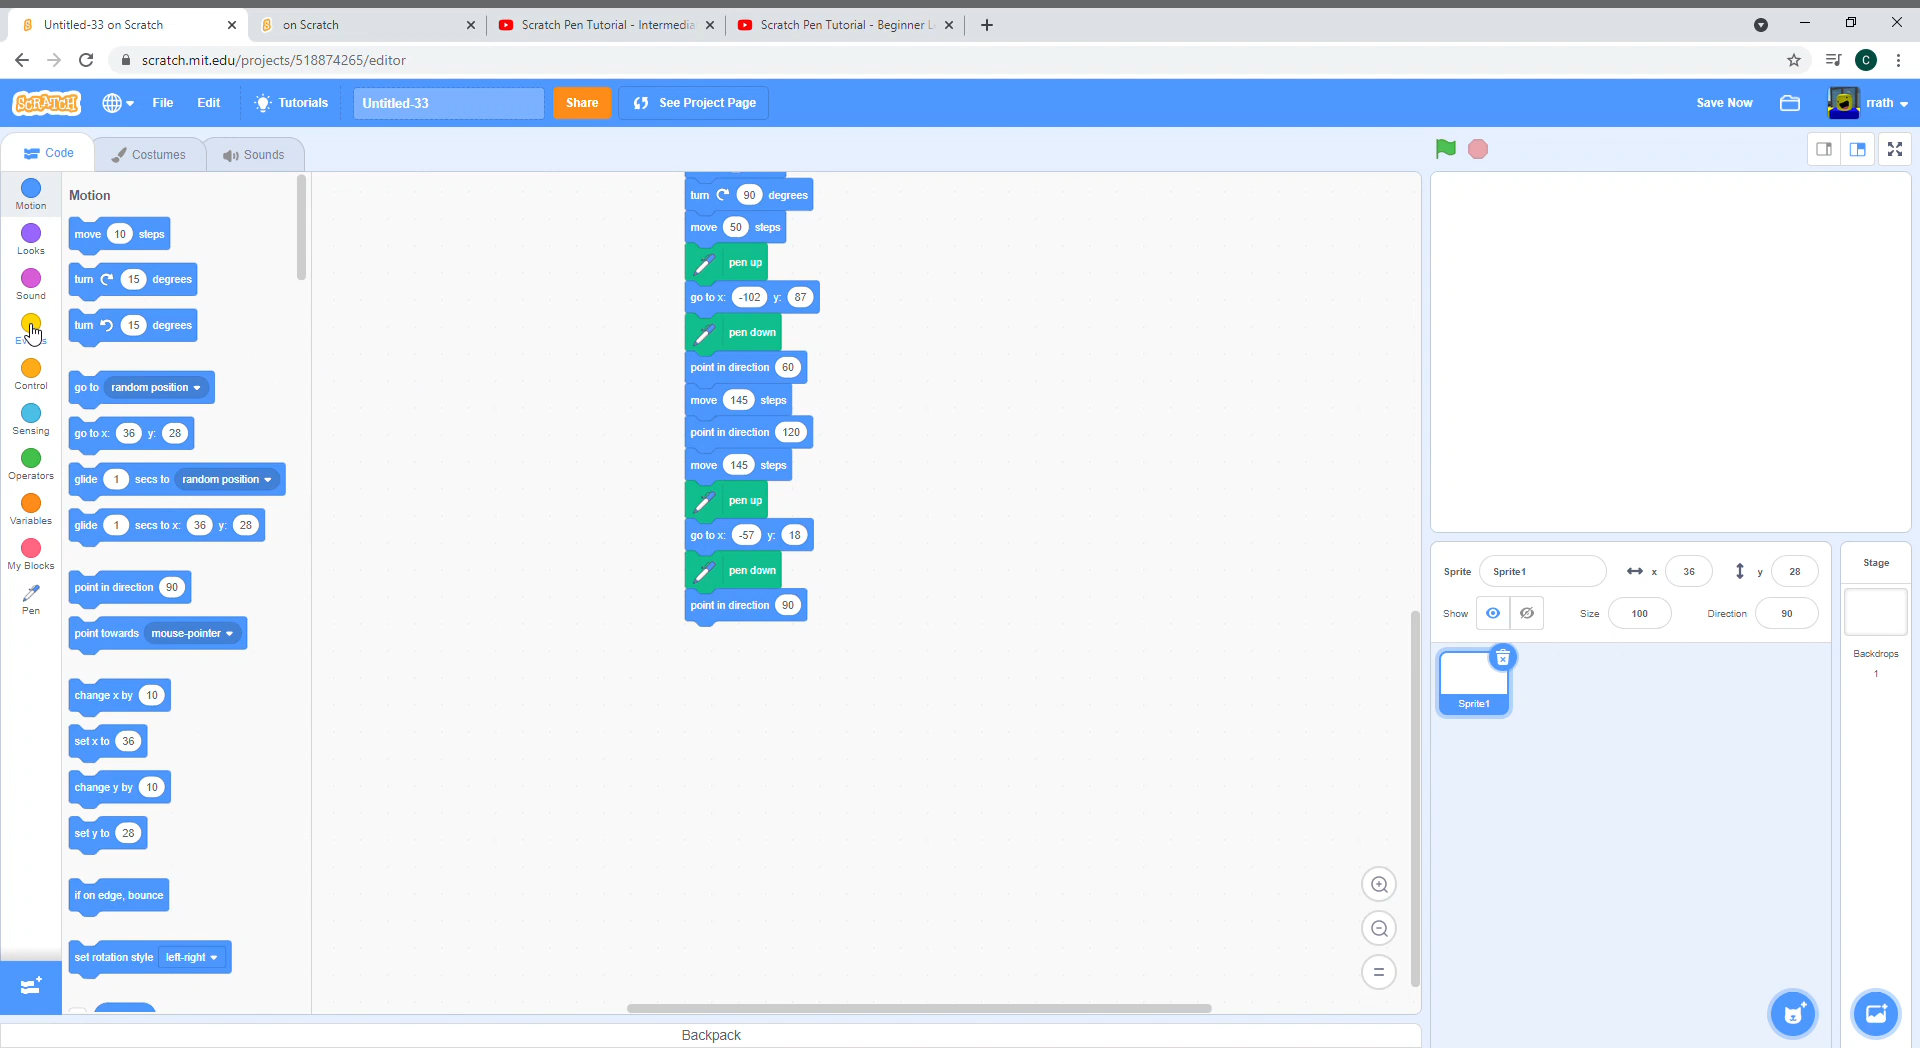 Untitled-33 on Scratch
on Scratch
Scratch Pen Tutorial - Intermedia
Scratch Pen Tutorial - Beginner L
scratch.mit.edu/projects/518874265/editor
C
SCRATCH
File
Edit
Tutorials
Untitled-33
Share
See Project Page
Save Now
rrath
Code
Costumes
Sounds
Motion
Looks
Sound
Control
Sensing
Operators
Variables
My Blocks
Pen
Motion
move 10 steps
turn 15 degrees
turn 15 degrees
go to random position
go to x: 36 y: 28
glide 1 secs to random position
glide 1 secs to x: 36 y: 28
point in direction 90
point towards mouse-pointer
change x by 10
set x to 36
change y by 10
set y to 28
if on edge, bounce
set rotation style left-right
turn 90 degrees
move 50 steps
pen up
go to x: -102 y: 87
pen down
point in direction 60
move 145 steps
point in direction 120
move 145 steps
pen up
go to x: -57 y: 18
pen down
point in direction 90
Backpack
Sprite Sprite1 x 36 y 28
Show Size 100 Direction 90
Sprite1
Stage
Backdrops
1